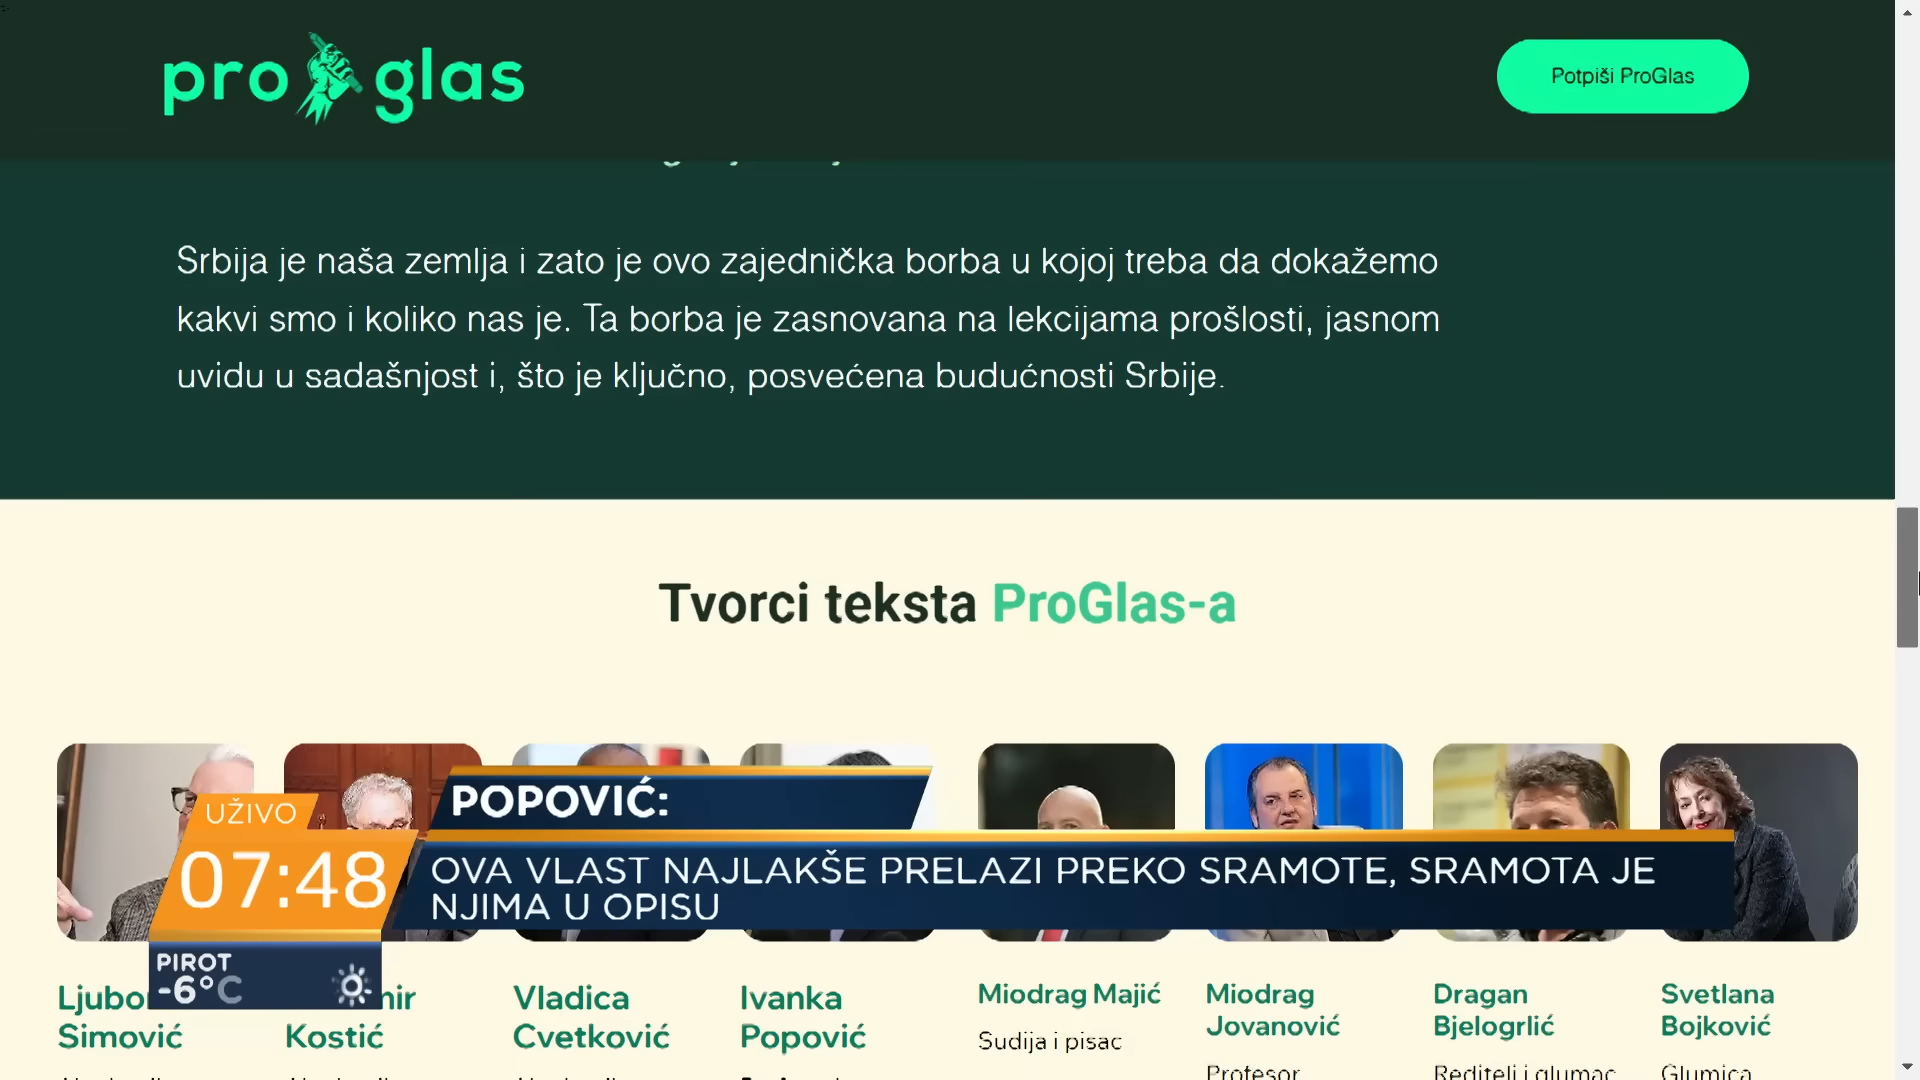 pro glas
Potpiši ProGlas
Srbija je naša zemlja i zato je ovo zajednička borba u kojoj treba da dokažemo
kakvi smo i koliko nas je. Ta borba je zasnovana na lekcijama prošlosti, jasnom
uvidu u sadašnjost i, što je ključno, posvećena budućnosti Srbije.
Tvorci teksta ProGlas-a
UŽIVO
07:48
POPOVIĆ:
OVA VLAST NAJLAKŠE PRELAZI PREKO SRAMOTE, SRAMOTA JE
NJIMA U OPISU
PIROT
-6°C
Simović
Kostić
Vladica
Cvetković
Ivanka
Popović
Miodrag Majić
Sudija i pisac
Miodrag
Jovanović
Profesor
Dragan
Bjelogrlić
Reditelj i glumac
Svetlana
Bojković
Glumica